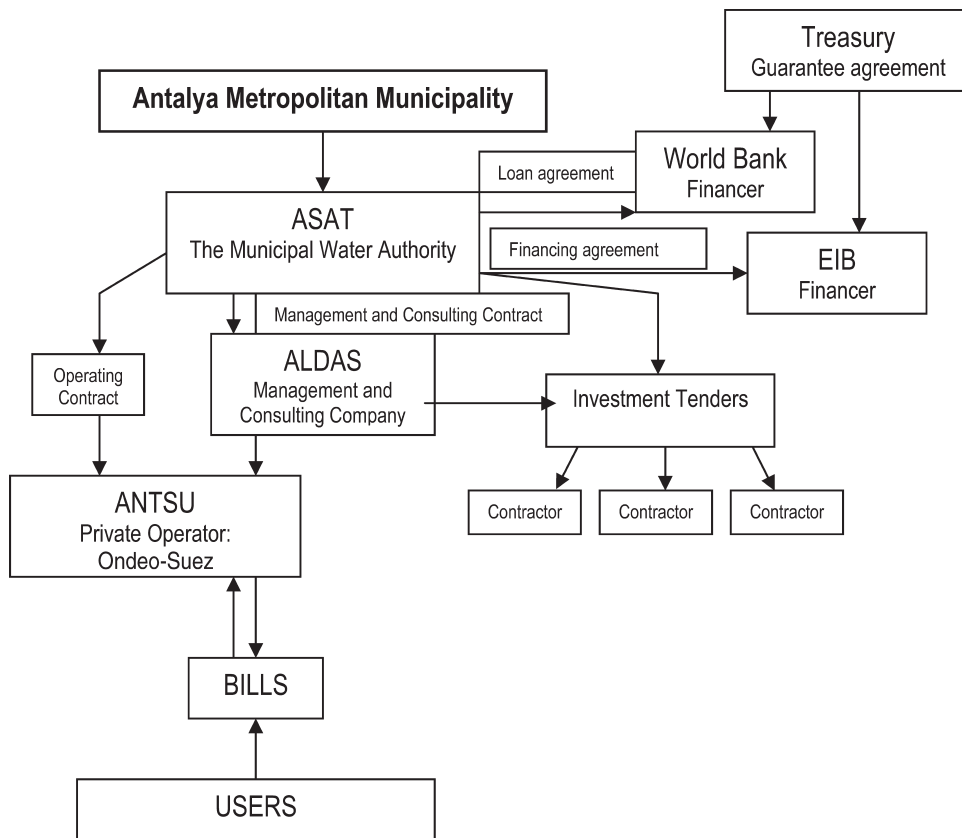 Treasury
Guarantee agreement
Antalya Metropolitan Municipality
World Bank
Financer
Loan agreement
ASAT
The Municipal Water Authority
Financing agreement
EIB
Financer
Management and Consulting Contract
Operating
Contract
ALDAS
Management and
Consulting Company
Investment Tenders
ANTSU
Private Operator:
Ondeo-Suez
Contractor
Contractor
Contractor
BILLS
USERS